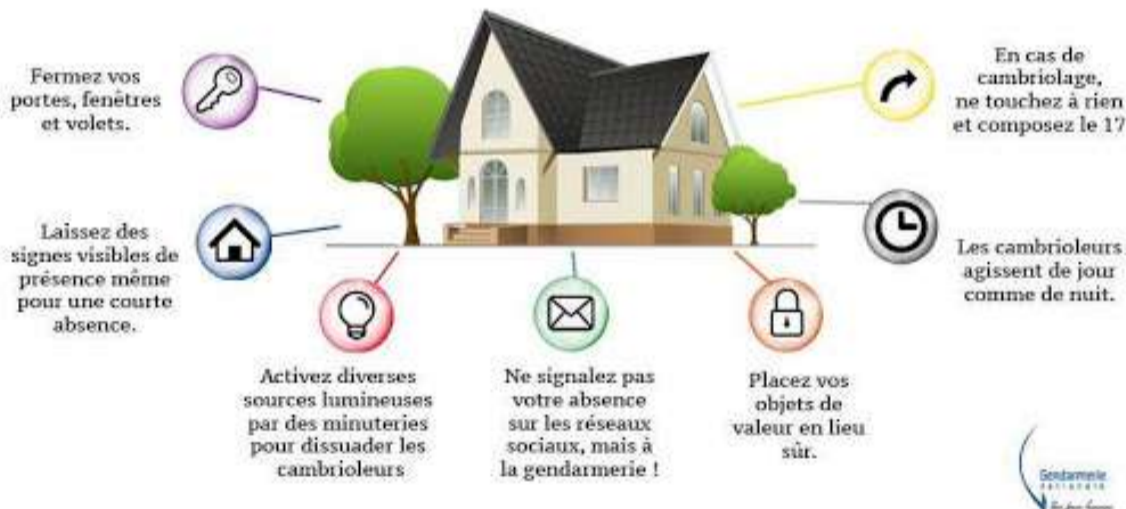 Fermez vos
portes, fenêtres
et volets.
Laissez des
signes visibles de
présence même
pour une courte
absence.
Activez diverses
sources lumineuses
par des minuteries
pour dissuader les
cambrioleurs
Ne signalez pas
votre absence
sur les réseaux
sociaux, mais à
la gendarmerie !
Placez vos
objets de
valeur en lieu
sûr.
En cas de
cambriolage,
ne touchez à rien
et composez le 17
Les cambrioleurs
agissent de jour
comme de nuit.
Gendarmerie
nationale